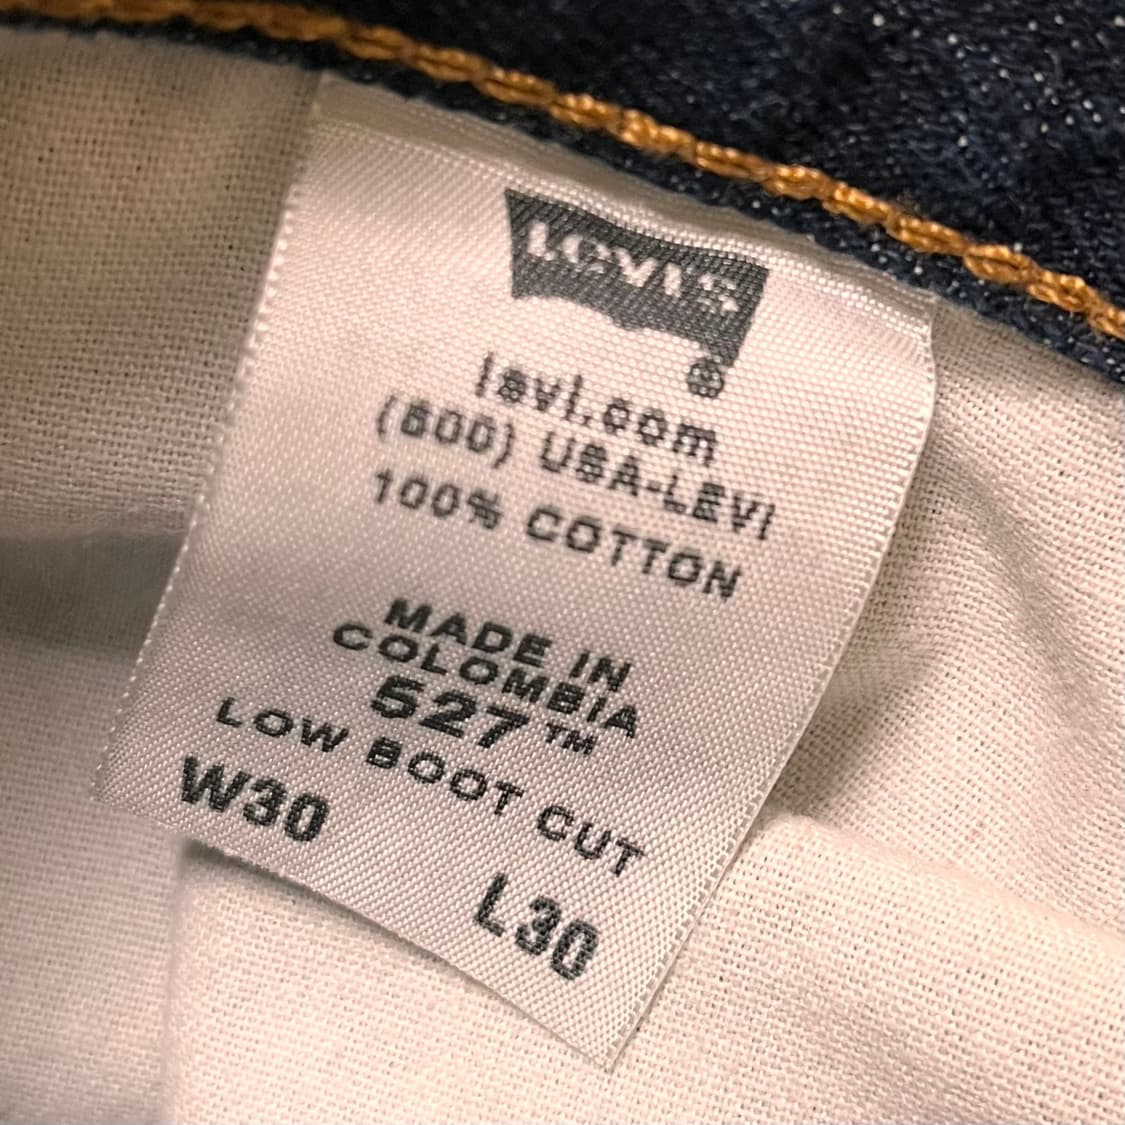 LEVI'S
®
levi.com
(800) USA-LEVI
100% COTTON
MADE IN
COLOMBIA
527™
LOW BOOT CUT
W30 L30